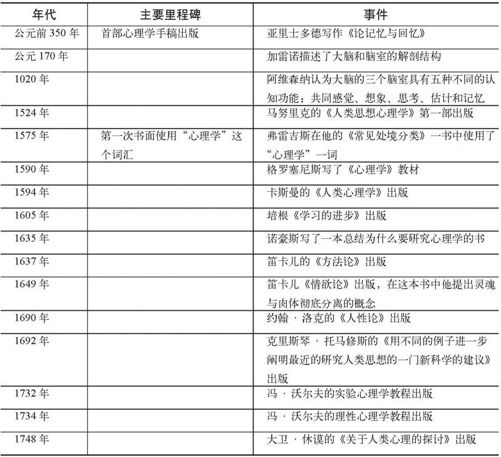 年代 主要里程碑 事件
公元前 350 年 首部心理学手稿出版 亚里士多德写作《论记忆与回忆》
公元 170 年 加雷诺描述了大脑和脑室的解剖结构
1020 年 阿维森纳认为大脑的三个脑室具有五种不同的认
知功能：共同感觉、想象、思考、估计和记忆
1524 年 马努里克的《人类思想心理学》第一部出版
1575 年 第一次书面使用“心理学”这 弗雷吉斯在他的《常见处境分类》一书中使用了
个词汇 “心理学”一词
1590 年 格罗塞尼斯写了《心理学》教材
1594 年 卡斯曼的《人类心理学》出版
1605 年 培根《学习的进步》出版
1635 年 诺豪斯写了一本总结为什么要研究心理学的书
1637 年 笛卡儿的《方法论》出版
1649 年 笛卡儿《情欲论》出版，在这本书中他提出灵魂
与肉体彻底分离的概念
1690 年 约翰·洛克的《人性论》出版
1692 年 克里斯琴·托马修斯的《用不同的例子进一步
阐明最近的研究人类思想的一门新科学的建议》
出版
1732 年 冯·沃尔夫的实验心理学教程出版
1734 年 冯·沃尔夫的理性心理学教程出版
1748 年 大卫·休谟的《关于人类心理的探讨》出版